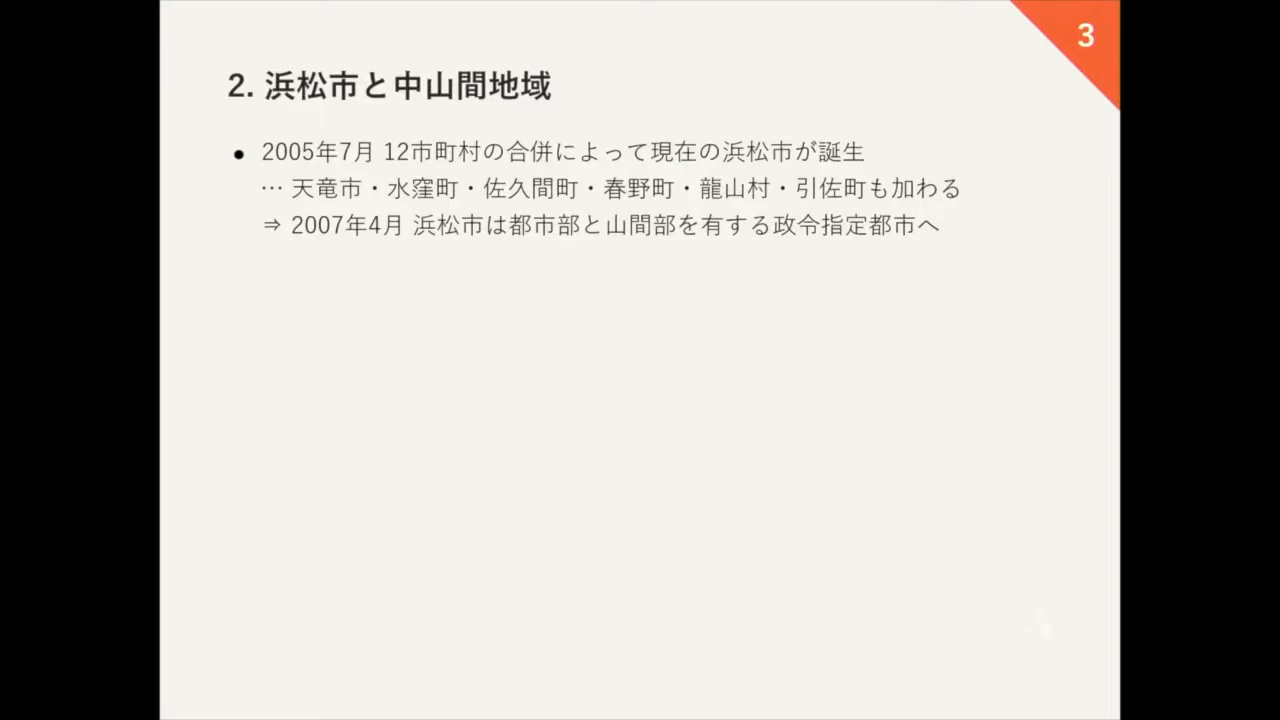 3
2. 浜松市と中山間地域
● 2005年7月 12市町村の合併によって現在の浜松市が誕生
… 天竜市・水窪町・佐久間町・春野町・龍山村・引佐町も加わる
⇒ 2007年4月 浜松市は都市部と山間部を有する政令指定都市へ